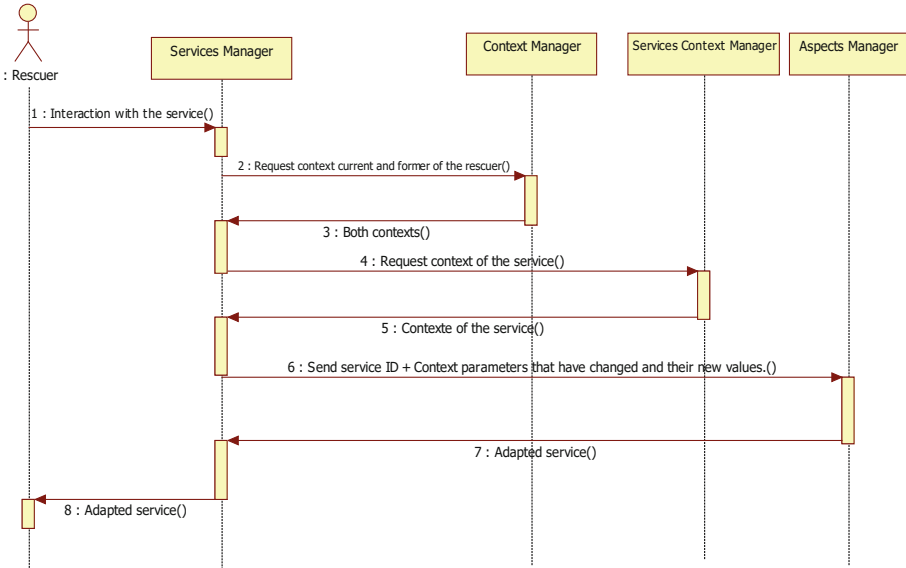 : Rescuer
Services Manager
Context Manager
Services Context Manager
Aspects Manager
1 : Interaction with the service()
2 : Request context current and former of the rescuer()
3 : Both contexts()
4 : Request context of the service()
5 : Contexte of the service()
6 : Send service ID + Context parameters that have changed and their new values.()
7 : Adapted service()
8 : Adapted service()